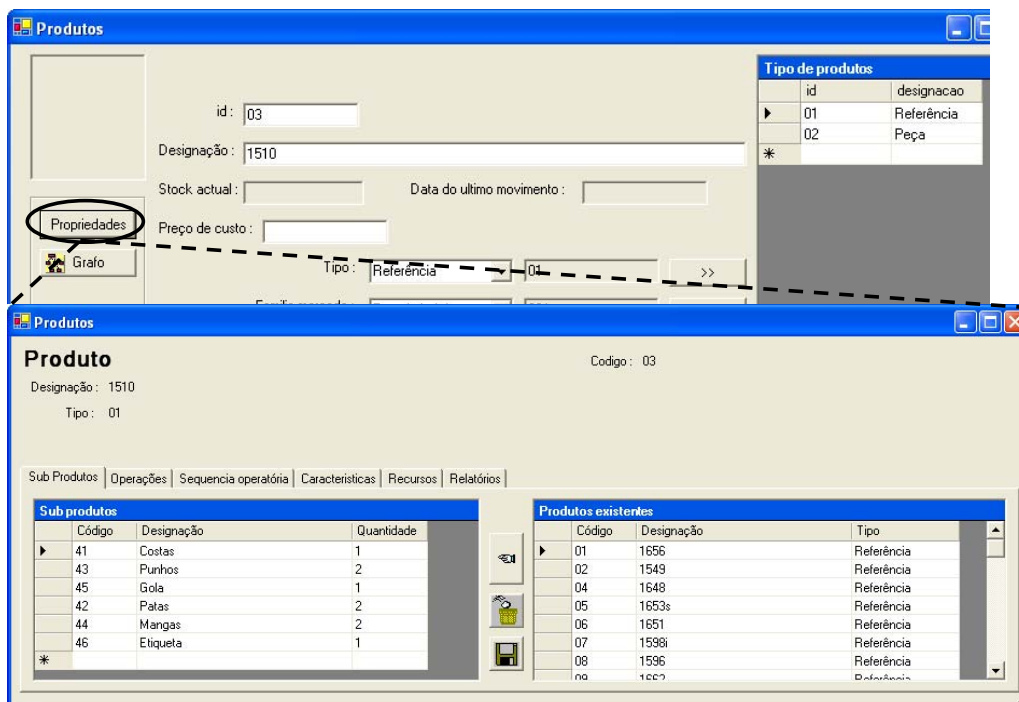 Produtos
Tipo de produtos
id designacao
01 Referência
02 Peça
id : 03
Designação : 1510
Stock actual : Data do ultimo movimento :
Propriedades
Preço de custo :
Grafo
Tipo : Referência 01 >>
Produtos
Produto
Codigo : 03
Designação : 1510
Tipo : 01
Sub Produtos Operações Sequencia operatória Caracteristicas Recursos Relatórios
Sub produtos
Código Designação Quantidade
41 Costas 1
43 Punhos 2
45 Gola 1
42 Patas 2
44 Mangas 2
46 Etiqueta 1
Produtos existentes
Código Designação Tipo
01 1656 Referência
02 1549 Referência
04 1648 Referência
05 1653s Referência
06 1651 Referência
07 1598i Referência
08 1596 Referência
09 1662 Referência